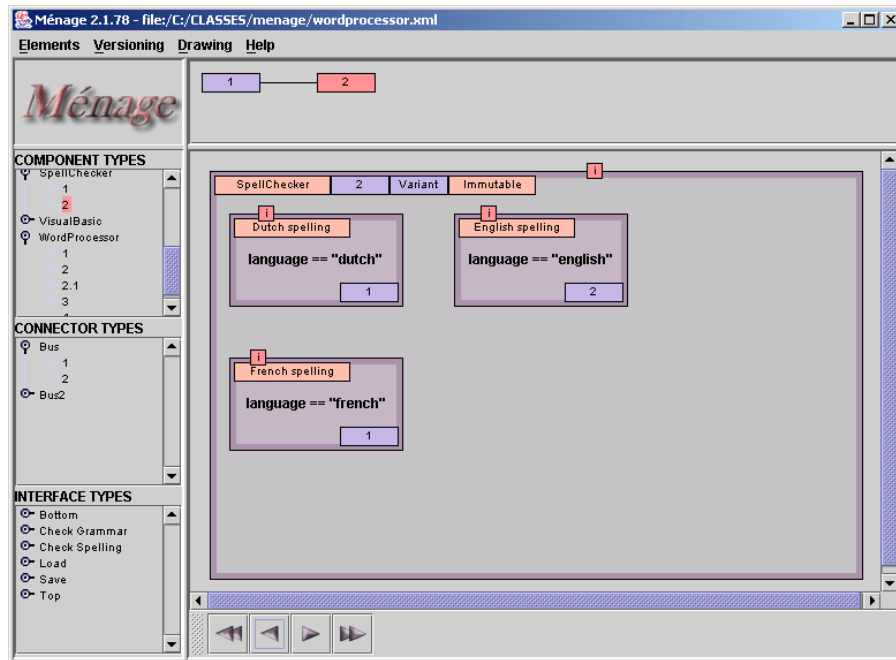 Ménage 2.1.78 - file:/C:/CLASSES/menage/wordprocessor.xml
Elements Versioning Drawing Help
Ménage
1 2
COMPONENT TYPES
SpellChecker
1
2
VisualBasic
WordProcessor
1
2
2.1
3
CONNECTOR TYPES
Bus
1
2
Bus2
INTERFACE TYPES
Bottom
Check Grammar
Check Spelling
Load
Save
Top
i
SpellChecker 2 Variant Immutable
i
Dutch spelling
language == "dutch"
1
i
English spelling
language == "english"
2
i
French spelling
language == "french"
1